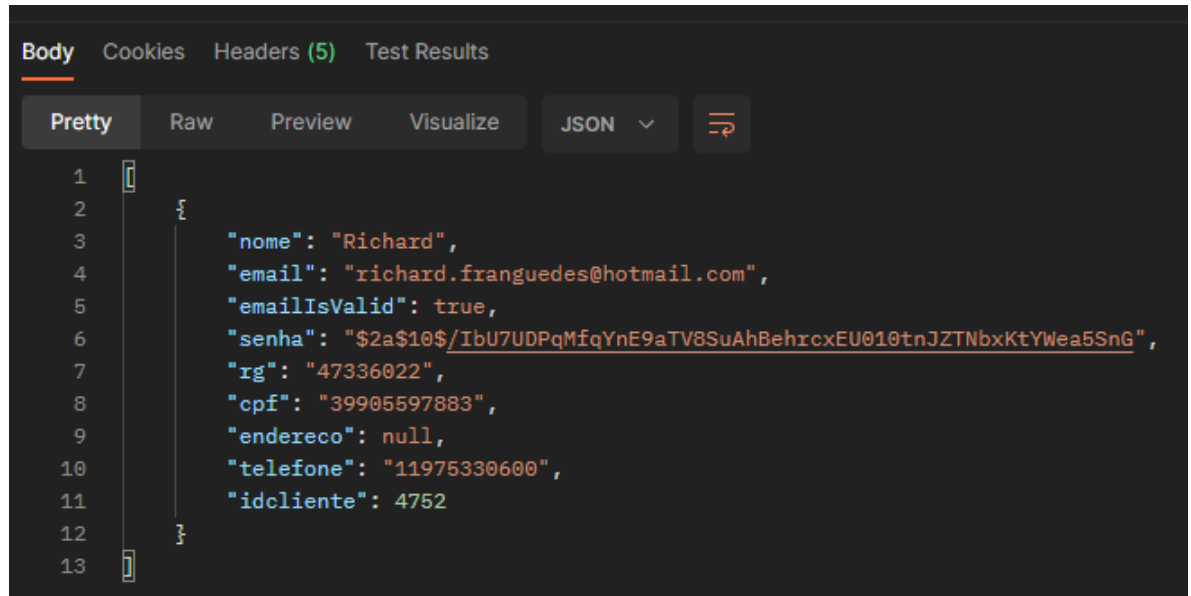 Body Cookies Headers (5) Test Results
Pretty Raw Preview Visualize JSON
1 [
2 {
3 "nome": "Richard",
4 "email": "richard.franguedes@hotmail.com",
5 "emailIsValid": true,
6 "senha": "$2a$10$/IbU7UDPqMfqYnE9aTV8SuAhBehrcxEU010tnJZTNbxKtYWea5SnG",
7 "rg": "47336022",
8 "cpf": "39905597883",
9 "endereco": null,
10 "telefone": "11975330600",
11 "idcliente": 4752
12 }
13 ]